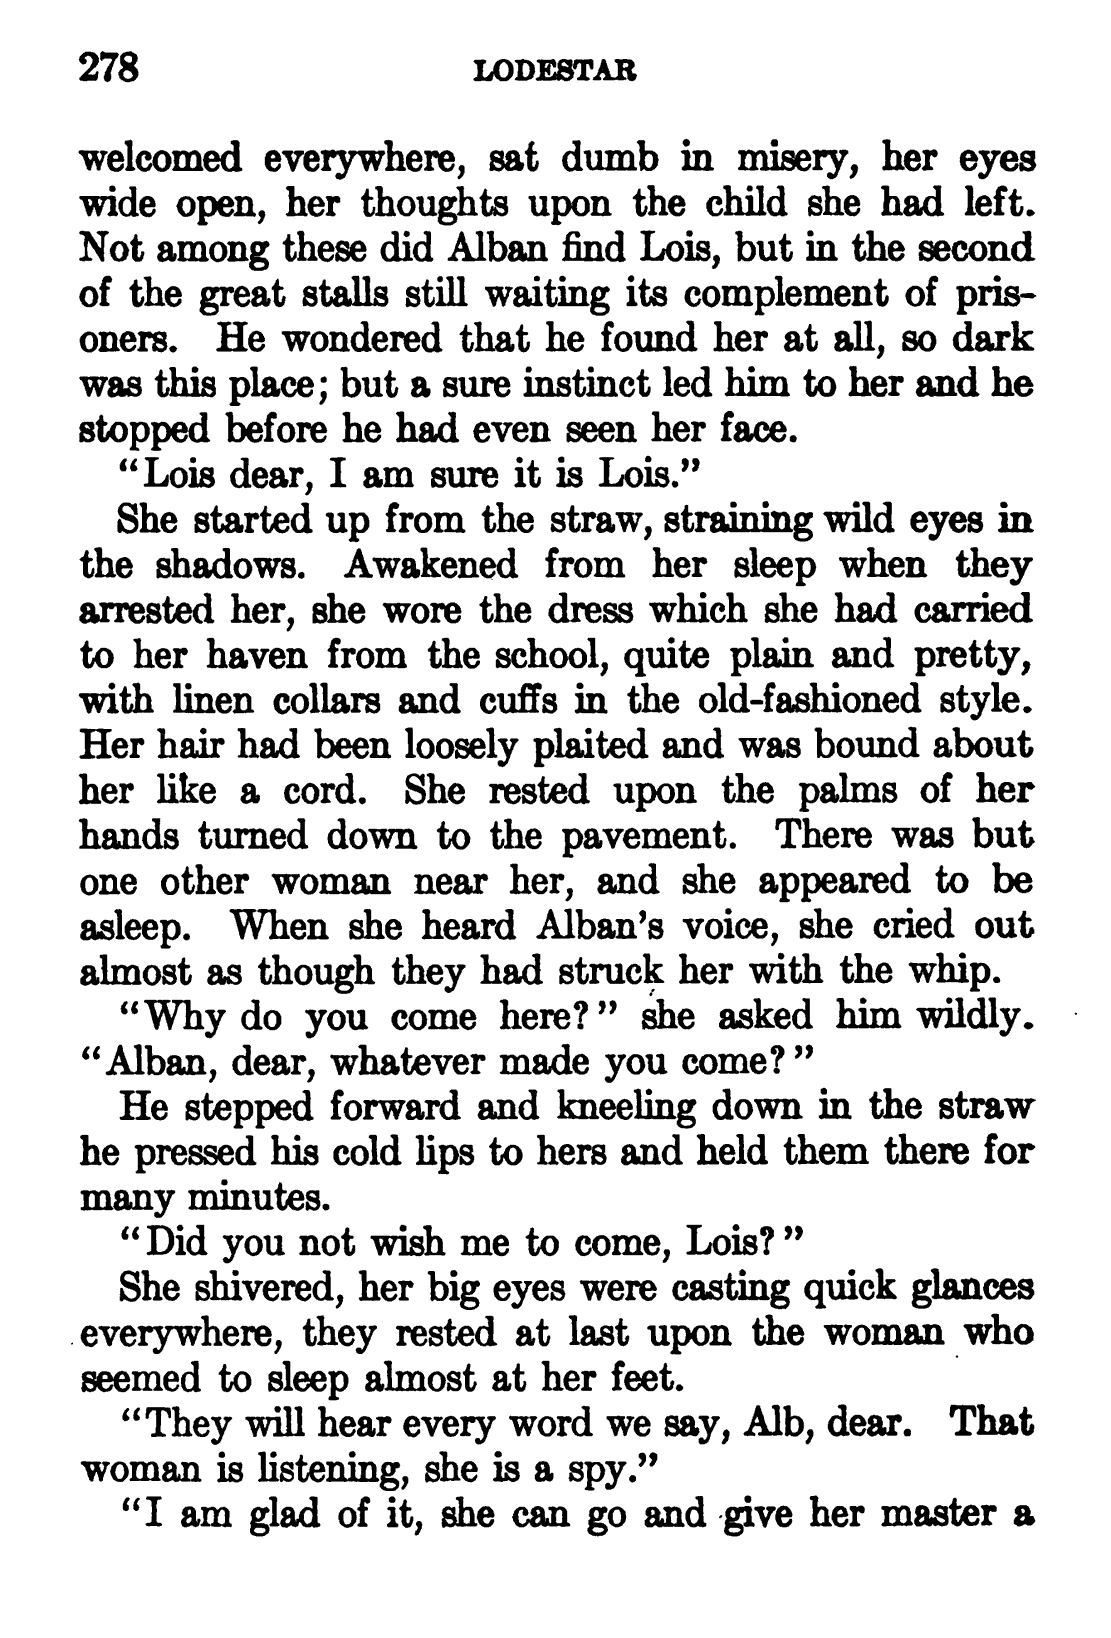 278 LODESTAR
welcomed everywhere, sat dumb in misery, her eyes
wide open, her thoughts upon the child she had left.
Not among these did Alban find Lois, but in the second
of the great stalls still waiting its complement of pris-
oners. He wondered that he found her at all, so dark
was this place; but a sure instinct led him to her and he
stopped before he had even seen her face.
"Lois dear, I am sure it is Lois."
She started up from the straw, straining wild eyes in
the shadows. Awakened from her sleep when they
arrested her, she wore the dress which she had carried
to her haven from the school, quite plain and pretty,
with linen collars and cuffs in the old-fashioned style.
Her hair had been loosely plaited and was bound about
her like a cord. She rested upon the palms of her
hands turned down to the pavement. There was but
one other woman near her, and she appeared to be
asleep. When she heard Alban's voice, she cried out
almost as though they had struck her with the whip.
"Why do you come here?" she asked him wildly.
"Alban, dear, whatever made you come?"
He stepped forward and kneeling down in the straw
he pressed his cold lips to hers and held them there for
many minutes.
"Did you not wish me to come, Lois?"
She shivered, her big eyes were casting quick glances
everywhere, they rested at last upon the woman who
seemed to sleep almost at her feet.
"They will hear every word we say, Alb, dear. That
woman is listening, she is a spy."
"I am glad of it, she can go and give her master a